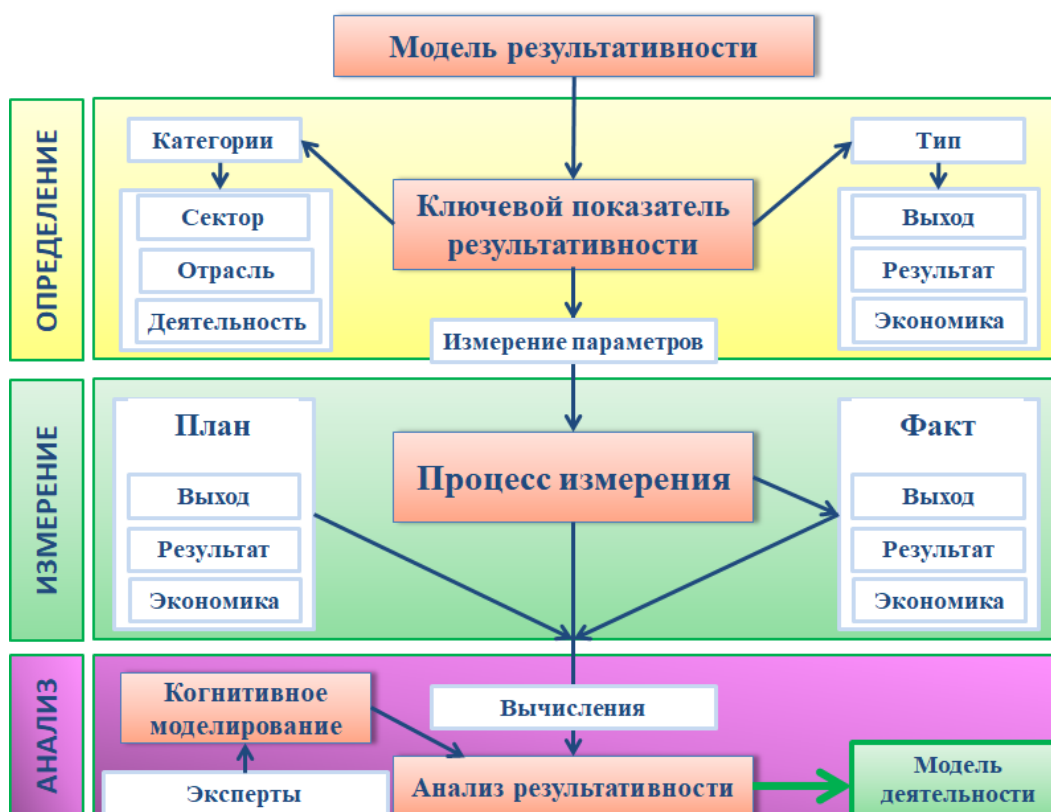 Модель результативности
ОПРЕДЕЛЕНИЕ
Категории
Сектор
Отрасль
Деятельность
Ключевой показатель
результативности
Измерение параметров
Тип
Выход
Результат
Экономика
ИЗМЕРЕНИЕ
План
Выход
Результат
Экономика
Процесс измерения
Факт
Выход
Результат
Экономика
АНАЛИЗ
Когнитивное
моделирование
Эксперты
Вычисления
Анализ результативности
Модель
деятельности